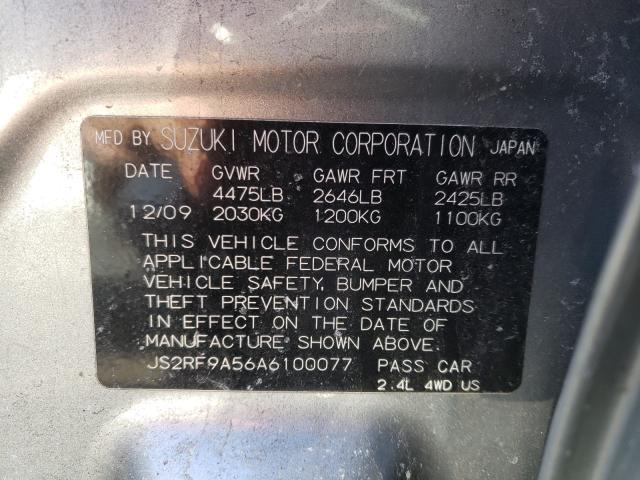 MFD BY SUZUKI MOTOR CORPORATION JAPAN
DATE GVWR GAWR FRT GAWR RR
4475LB 2646LB 2425LB
12/09 2030KG 1200KG 1100KG
THIS VEHICLE CONFORMS TO ALL
APPLICABLE FEDERAL MOTOR
VEHICLE SAFETY, BUMPER AND
THEFT PREVENTION STANDARDS
IN EFFECT ON THE DATE OF
MANUFACTURE SHOWN ABOVE.
JS2RF9A56A6100077 PASS CAR
2.4L 4WD US